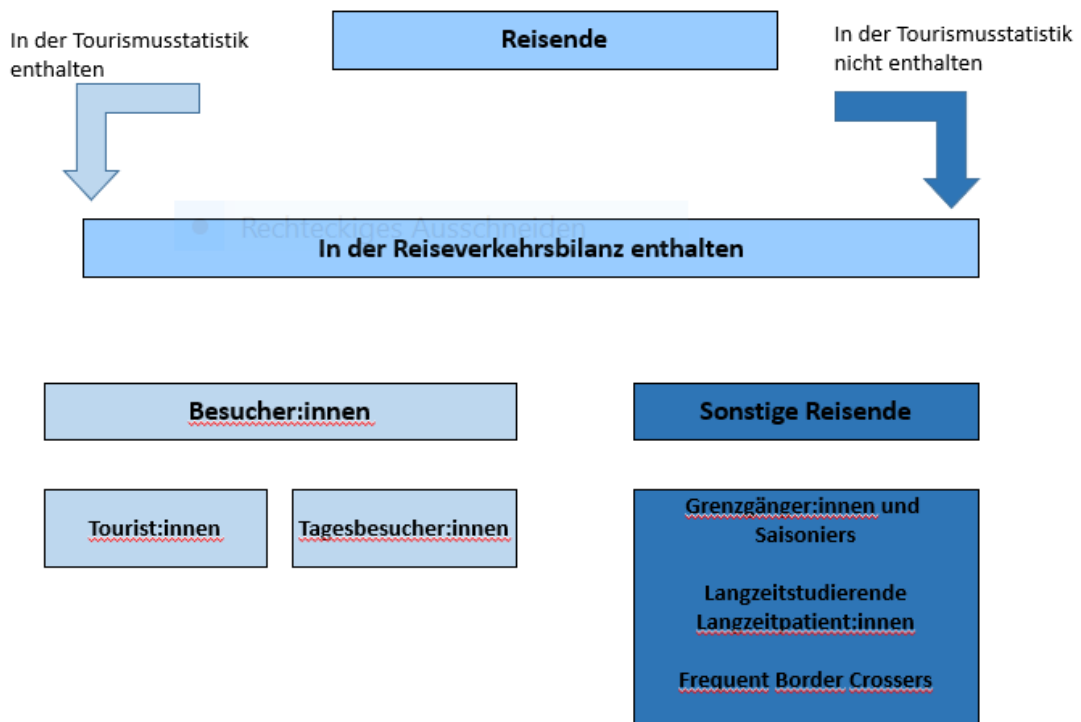 In der Tourismusstatistik
enthalten
Reisende
In der Tourismusstatistik
nicht enthalten
Rechteckiges Ausschneiden
In der Reiseverkehrsbilanz enthalten
Besucher:innen
Sonstige Reisende
Tourist:innen
Tagesbesucher:innen
Grenzgänger:innen und
Saisoniers
Langzeitstudierende
Langzeitpatient:innen
Frequent Border Crossers